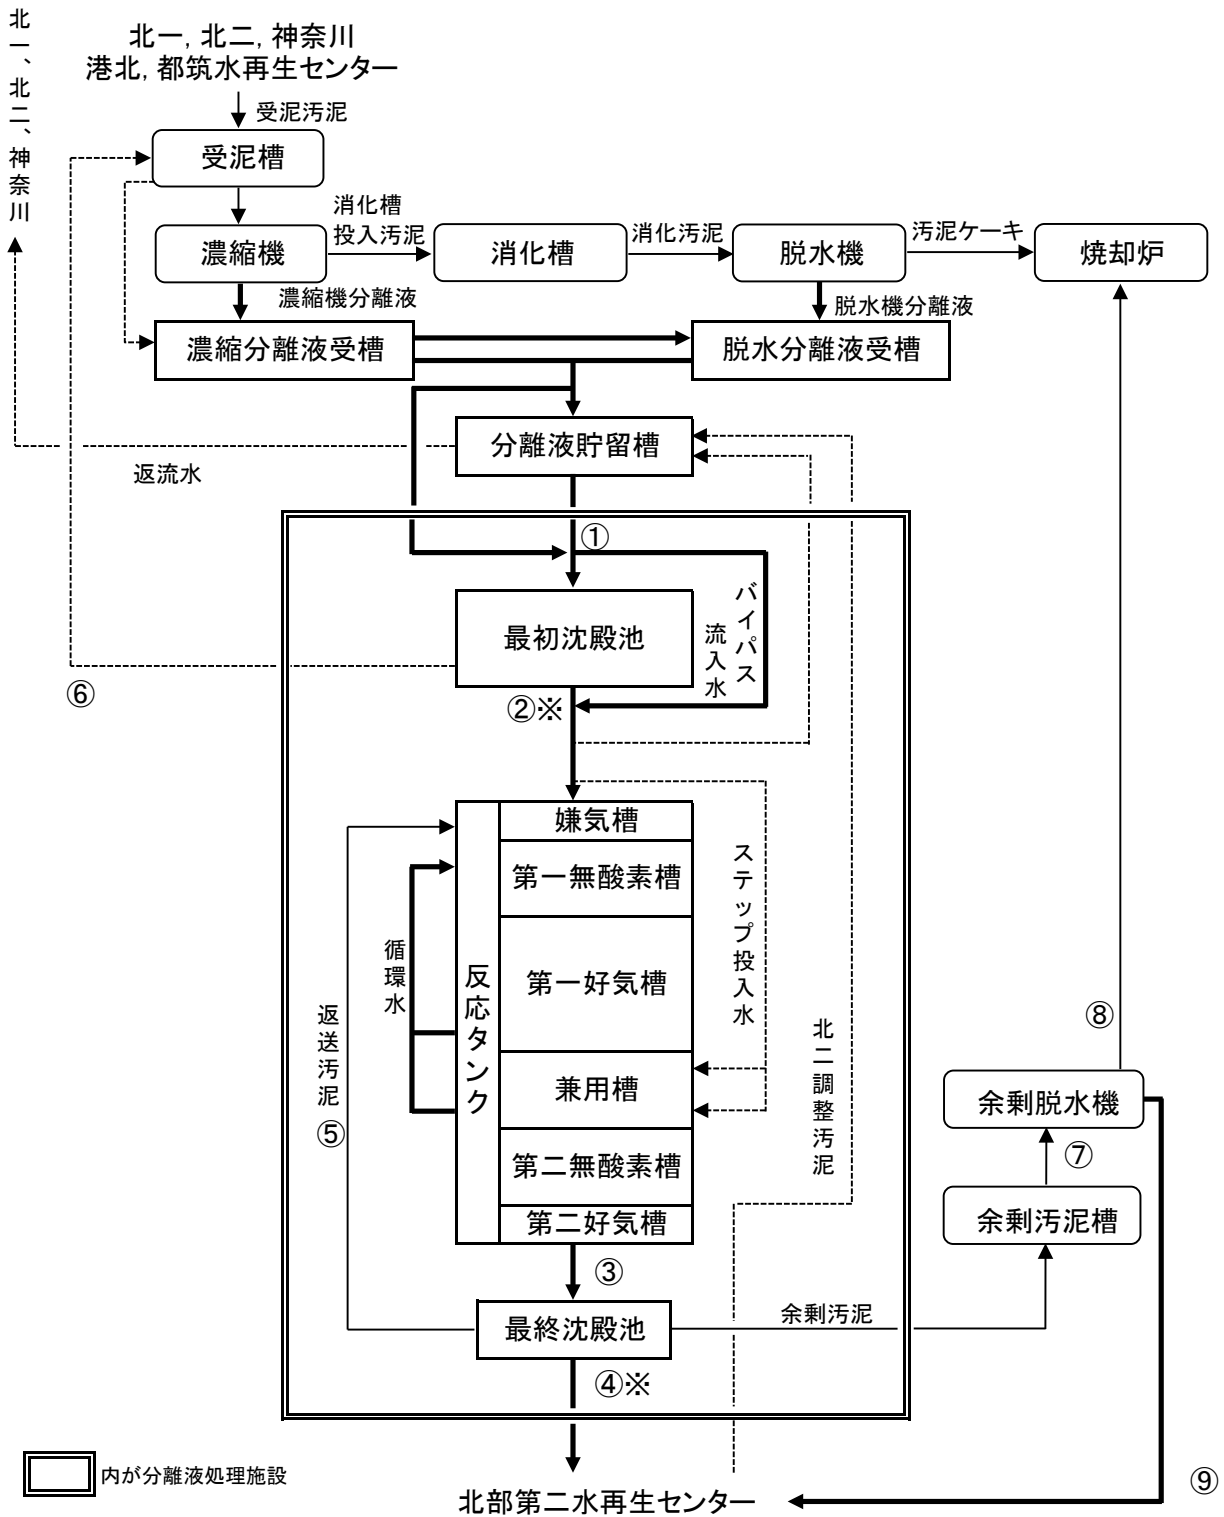 北一、北二、神奈川
北一, 北二, 神奈川
港北, 都筑水再生センター
受泥汚泥
受泥槽
濃縮機
消化槽
投入汚泥
消化槽
消化汚泥
脱水機
汚泥ケーキ
焼却炉
濃縮機分離液
脱水機分離液
濃縮分離液受槽
脱水分離液受槽
分離液貯留槽
返流水
①
最初沈殿池
バイパス
流入水
⑥
②※
嫌気槽
第一無酸素槽
第一好気槽
兼用槽
第二無酸素槽
第二好気槽
反応タンク
循環水
返送汚泥
⑤
ステップ投入水
北二調整汚泥
⑧
余剰脱水機
⑦
余剰汚泥槽
③
最終沈殿池
余剰汚泥
④※
内が分離液処理施設
北部第二水再生センター
⑨